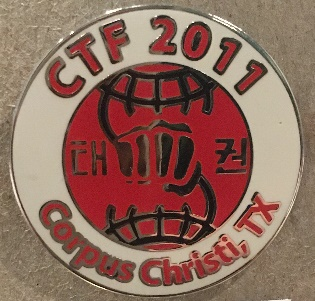 CTF 2011
태 권
Corpus Christi, TX